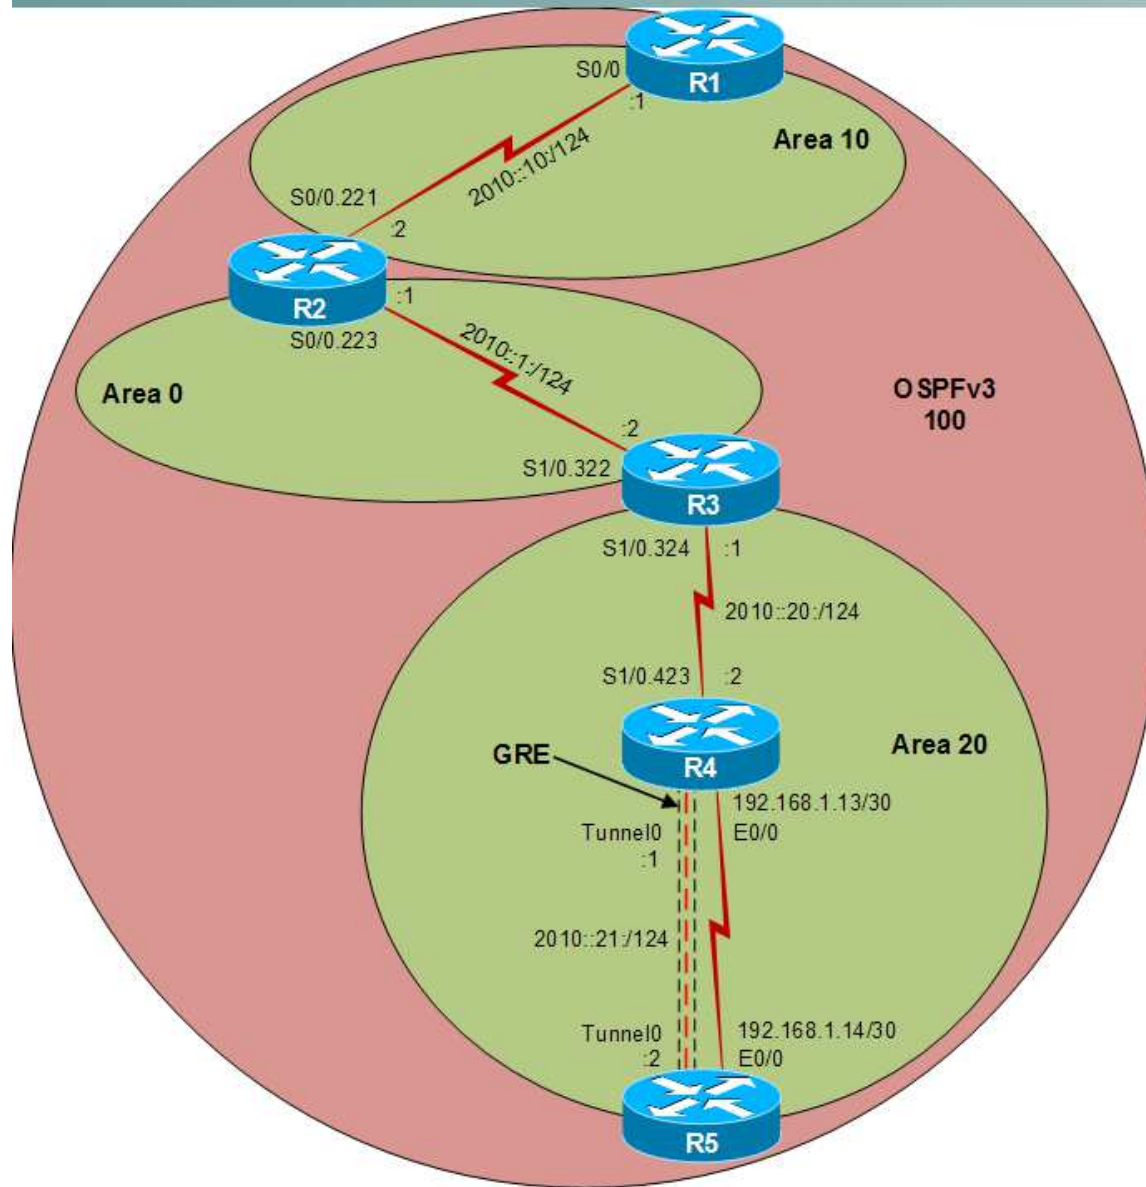 R1
S0/0
:1
Area 10
2010::10:/124
S0/0.221
:2
R2
:1
S0/0.223
2010::1:/124
Area 0
OSPFv3
100
:2
S1/0.322
R3
S1/0.324
:1
2010::20:/124
S1/0.423
:2
R4
Area 20
GRE
192.168.1.13/30
E0/0
Tunnel0
:1
2010::21:/124
Tunnel0
:2
192.168.1.14/30
E0/0
R5